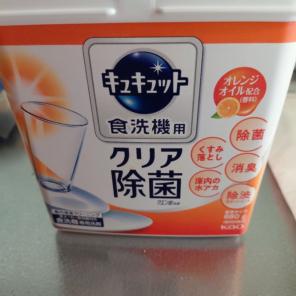 キュキュット
食洗機用
オレンジ
オイル配合
(香料)
クリア
除菌
くすみ
落とし
庫内の
水アカ
除菌
消臭
除渋
Kao